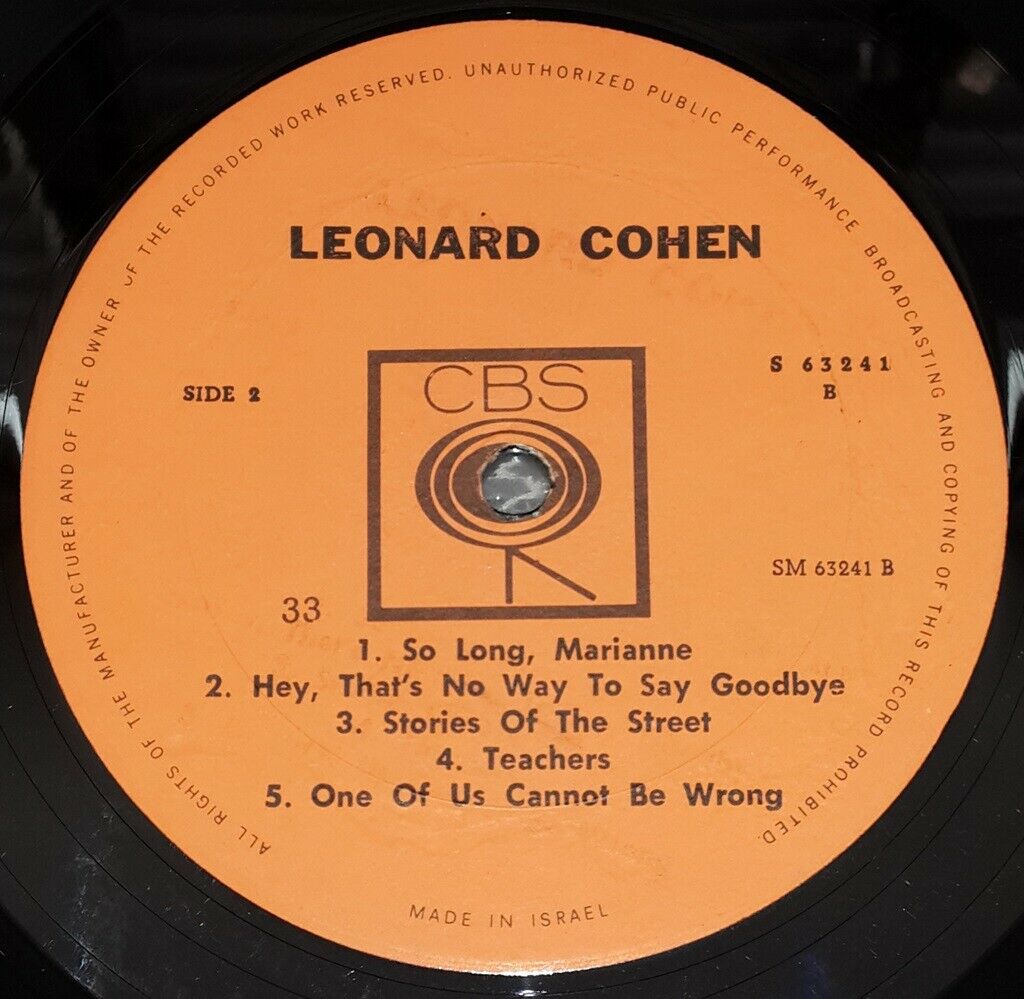 ALL RIGHTS OF THE MANUFACTURER AND OF THE OWNER OF THE RECORDED WORK RESERVED. UNAUTHORIZED PUBLIC PERFORMANCE BROADCASTING AND COPYING OF THIS RECORD PROHIBITED.
LEONARD COHEN
CBS
SIDE 2
S 63241
B
SM 63241 B
33
1. So Long, Marianne
2. Hey, That's No Way To Say Goodbye
3. Stories Of The Street
4. Teachers
5. One Of Us Cannot Be Wrong
MADE IN ISRAEL